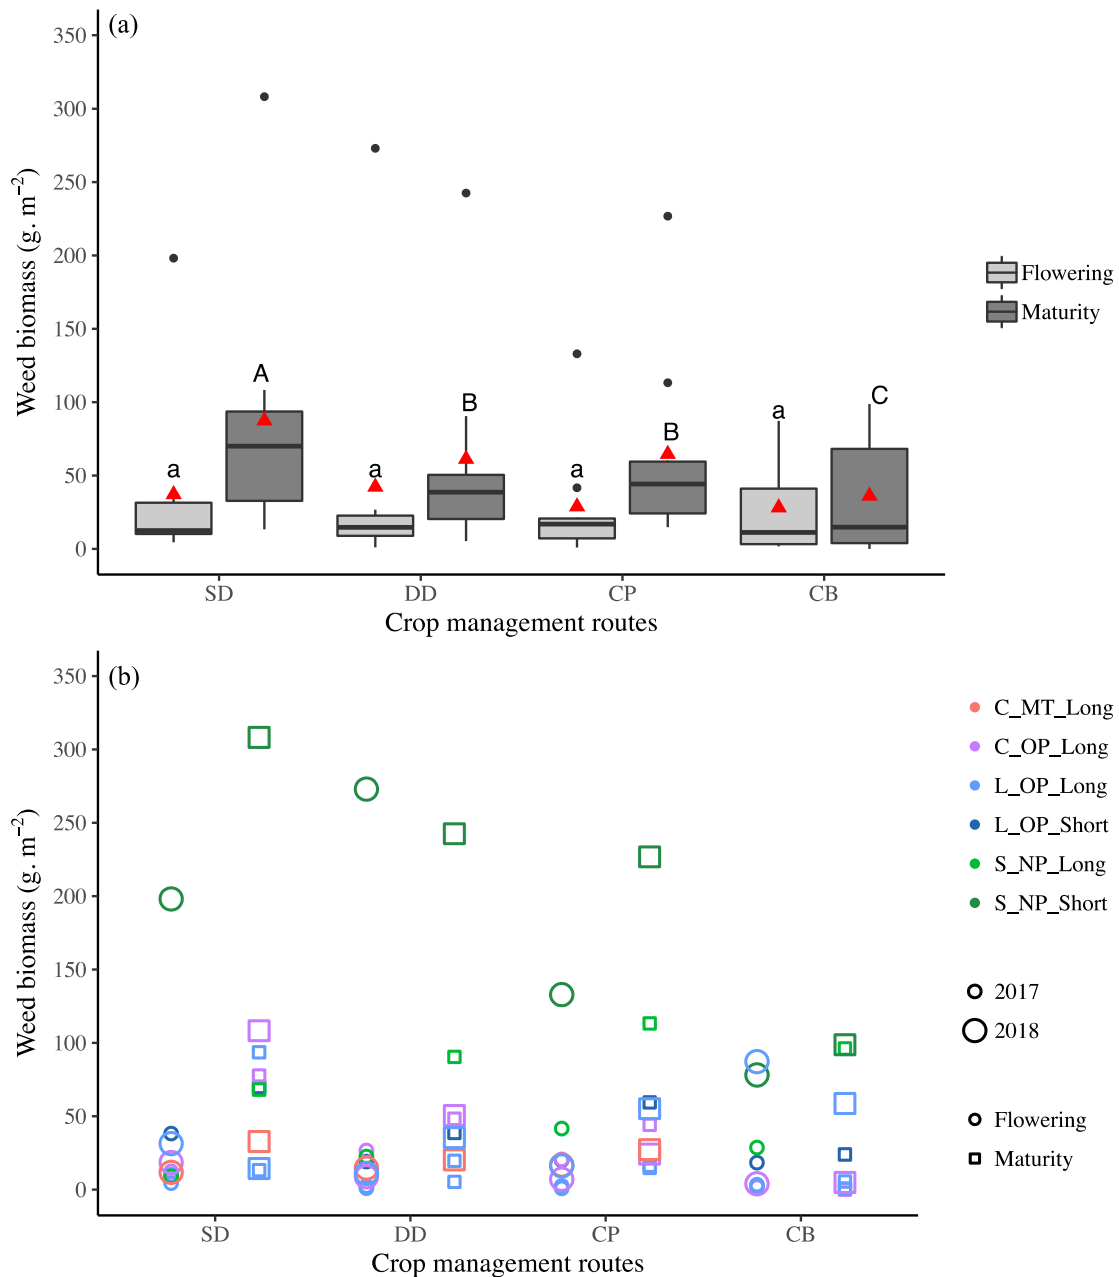 (a)
350
300
250
200
150
100
50
0
Weed biomass (g. m⁻²)
a
A
a
B
a
B
a
C
SD DD CP CB
Crop management routes
Flowering
Maturity
(b)
350
300
250
200
150
100
50
0
Weed biomass (g. m⁻²)
SD DD CP CB
Crop management routes
C_MT_Long
C_OP_Long
L_OP_Long
L_OP_Short
S_NP_Long
S_NP_Short
2017
2018
Flowering
Maturity